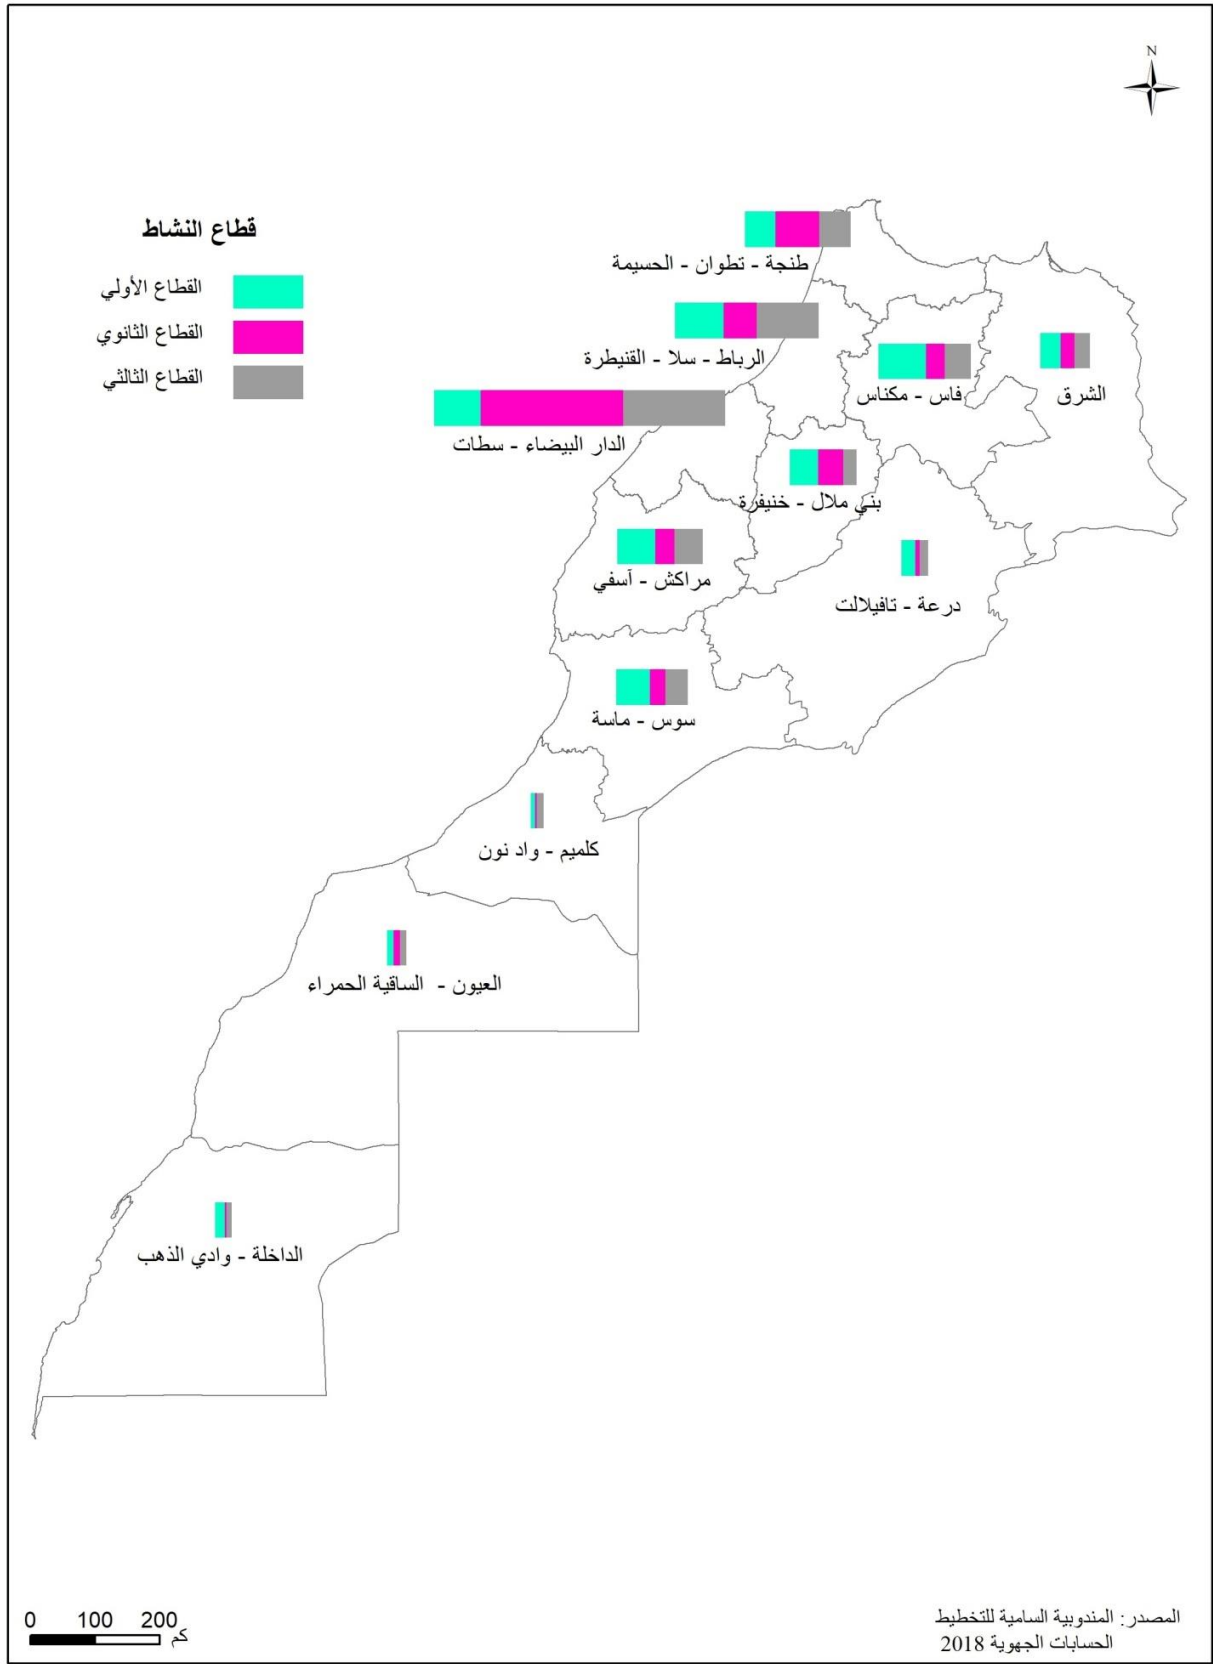 N
قطاع النشاط
القطاع الأولي
القطاع الثانوي
القطاع الثالثي
طنجة - تطوان - الحسيمة
الرباط - سلا - القنيطرة
فاس - مكناس
الشرق
الدار البيضاء - سطات
بني ملال - خنيفرة
مراكش - آسفي
درعة - تافيلالت
سوس - ماسة
كلميم - واد نون
العيون - الساقية الحمراء
الداخلة - وادي الذهب
0 100 200
كم
المصدر: المندوبية السامية للتخطيط
الحسابات الجهوية 2018